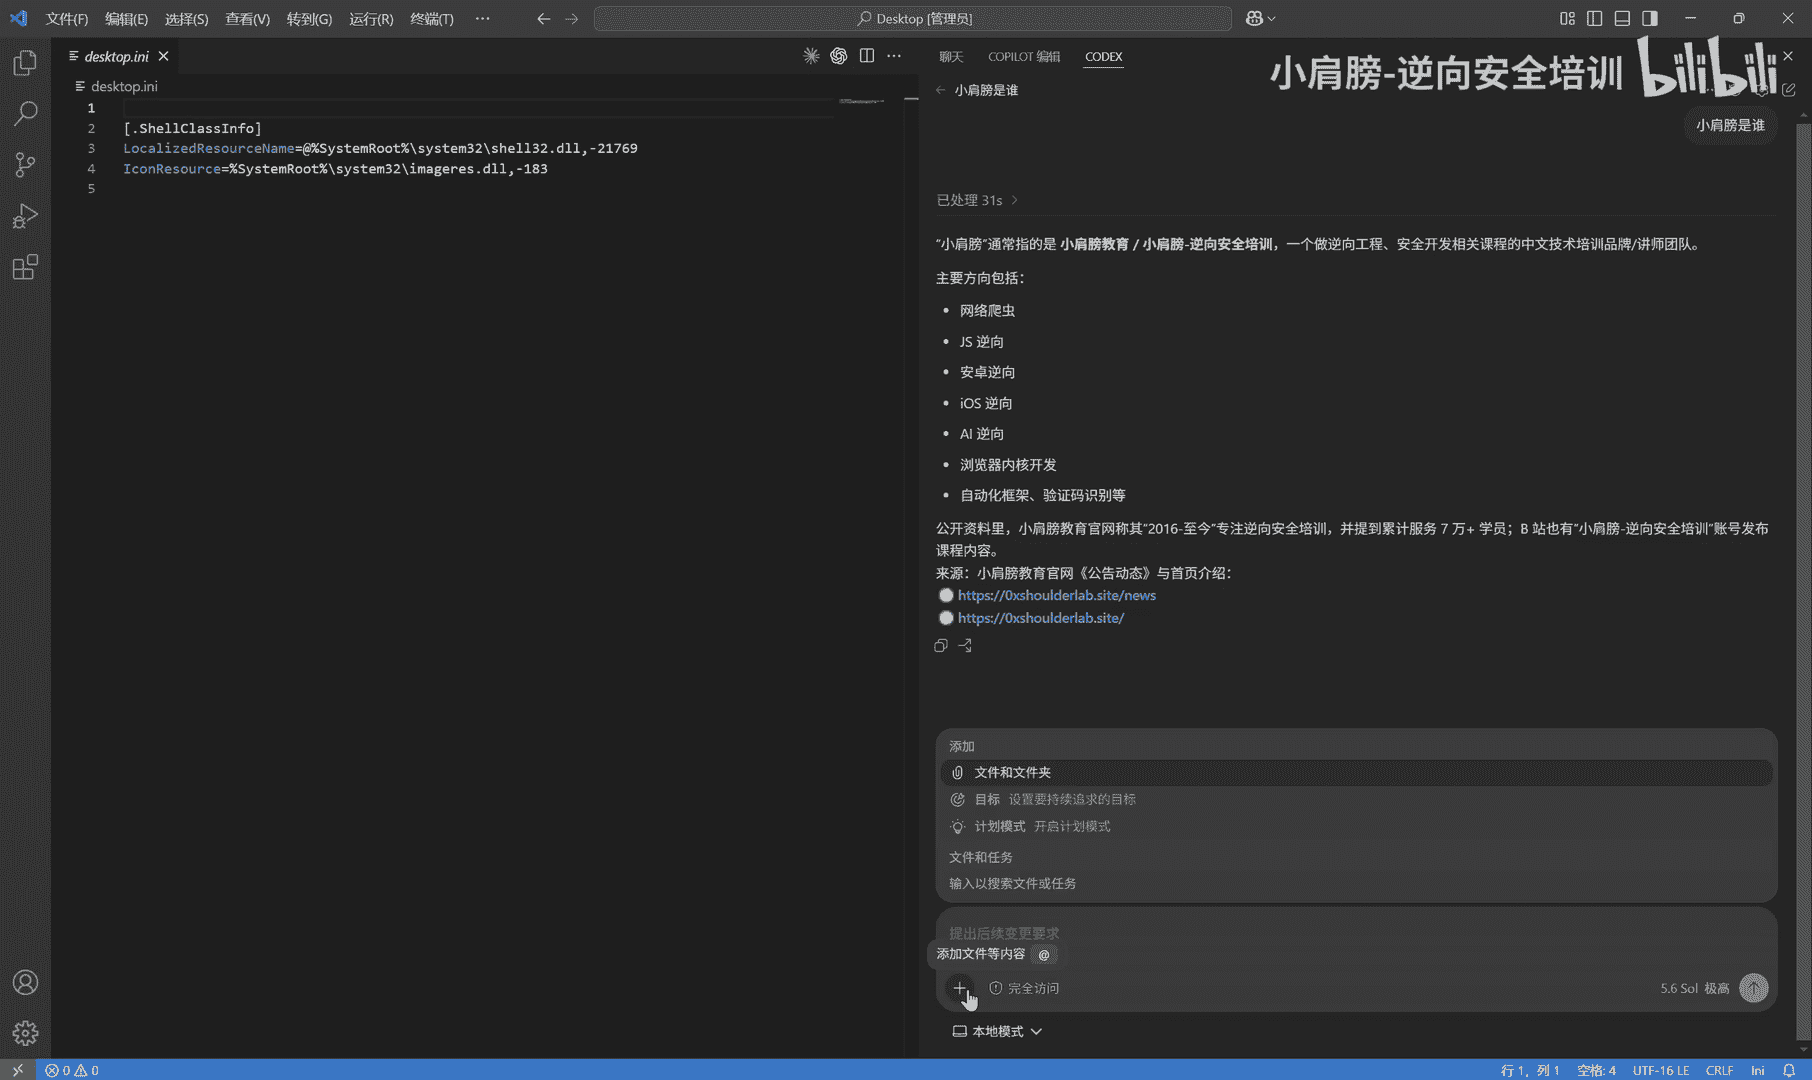 文件(F) 编辑(E) 选择(S) 查看(V) 转到(G) 运行(R) 终端(T) ··· Desktop [管理员]
desktop.ini
聊天 COPILOT 编辑 CODEX
小肩膀-逆向安全培训 bilibili
desktop.ini
小肩膀是谁
1
小肩膀是谁
2 [.ShellClassInfo]
3 LocalizedResourceName=@%SystemRoot%\system32\shell32.dll,-21769
4 IconResource=%SystemRoot%\system32\imageres.dll,-183
5
已处理 31s
“小肩膀”通常指的是 小肩膀教育 / 小肩膀-逆向安全培训，一个做逆向工程、安全开发相关课程的中文技术培训品牌/讲师团队。
主要方向包括：
• 网络爬虫
• JS 逆向
• 安卓逆向
• iOS 逆向
• AI 逆向
• 浏览器内核开发
• 自动化框架、验证码识别等
公开资料里，小肩膀教育官网称其“2016-至今”专注逆向安全培训，并提到累计服务 7 万+ 学员；B 站也有“小肩膀-逆向安全培训”账号发布
课程内容。
来源：小肩膀教育官网《公告动态》与首页介绍：
https://0xshoulderlab.site/news
https://0xshoulderlab.site/
添加
文件和文件夹
目标 设置要持续追求的目标
计划模式 开启计划模式
文件和任务
输入以搜索文件或任务
提出后续变更要求
添加文件等内容 @
完全访问 5.6 Sol 极高
本地模式
0 0 行 1，列 1 空格: 4 UTF-16 LE CRLF Ini